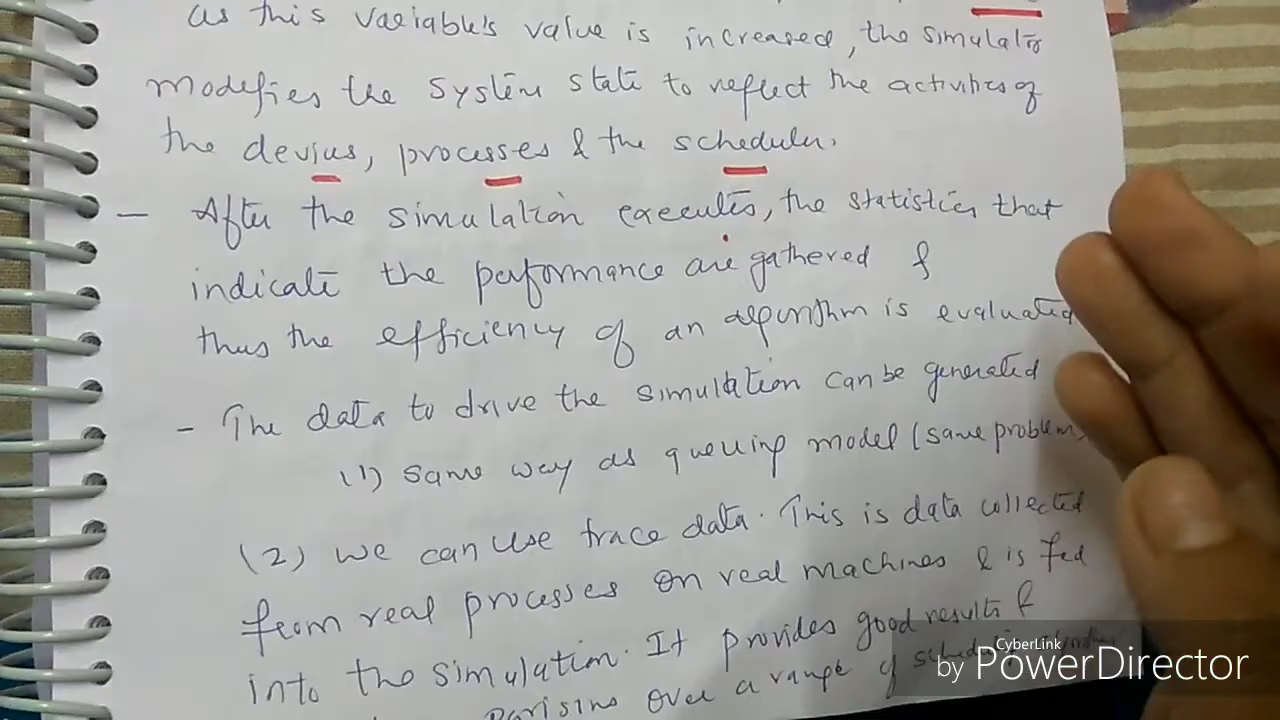 as this variable's value is increased, the simulator
modifies the system state to reflect the activities of
the devices, processes & the scheduler.
- After the simulation executes, the statistics that
indicate the performance are gathered &
thus the efficiency of an algorithm is evaluated
- The data to drive the simulation can be generated
(1) same way as queuing model (same problem
(2) We can use trace data. This is data collected
from real processes on real machines & is fed
into the simulation. It provides good results &
parisins over a range of
CyberLink
by PowerDirector